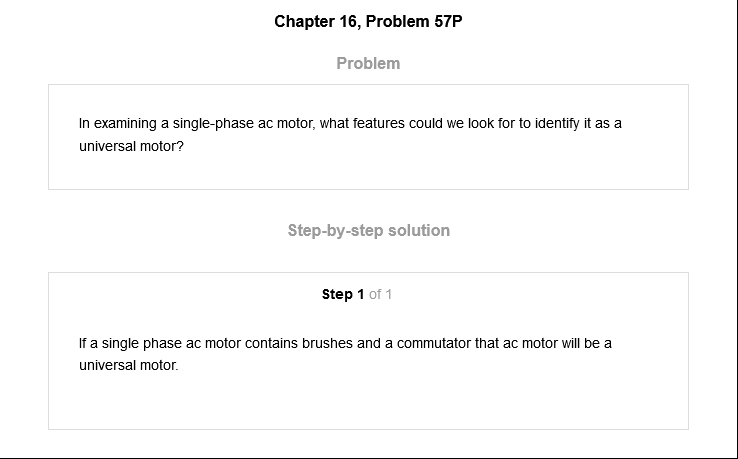 Chapter 16, Problem 57P
Problem
In examining a single-phase ac motor, what features could we look for to identify it as a
universal motor?
Step-by-step solution
Step 1 of 1
If a single phase ac motor contains brushes and a commutator that ac motor will be a
universal motor.